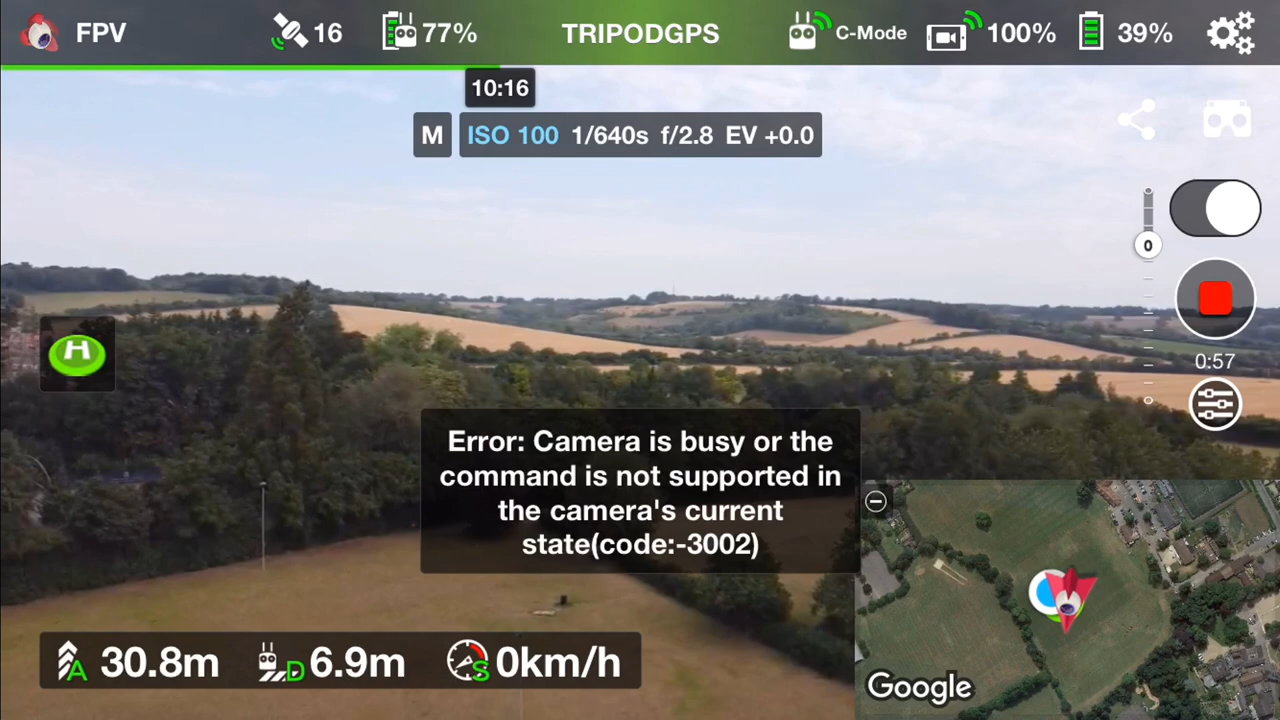 FPV
16
77%
TRIPODGPS
C-Mode
100%
39%
10:16
M
ISO 100 1/640s f/2.8 EV +0.0
0
0:57
H
Error: Camera is busy or the
command is not supported in
the camera's current
state(code:-3002)
A 30.8m D 6.9m S 0km/h
Google